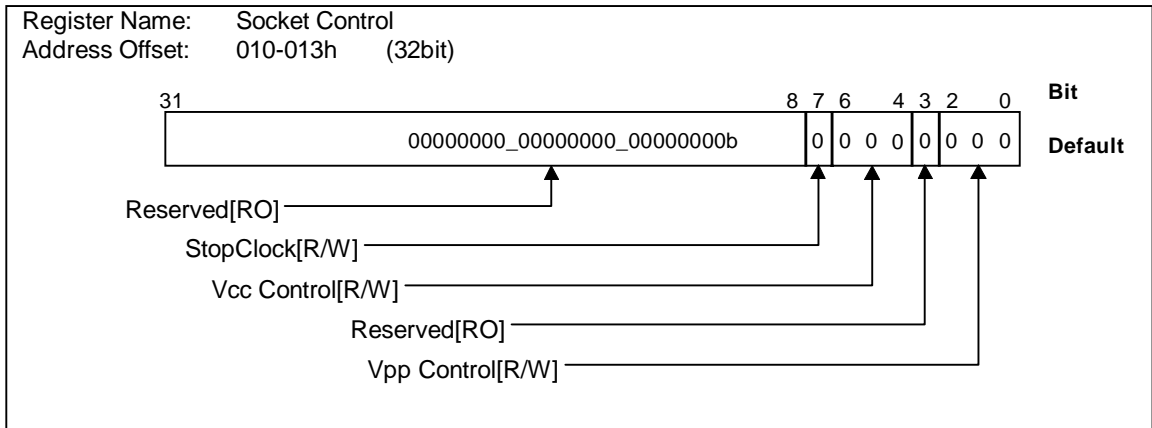 Register Name: Socket Control
Address Offset: 010-013h (32bit)
31 8 7 6 4 3 2 0 Bit
00000000_00000000_00000000b 0 0 0 0 0 0 0 0 Default
Reserved[RO]
StopClock[R/W]
Vcc Control[R/W]
Reserved[RO]
Vpp Control[R/W]